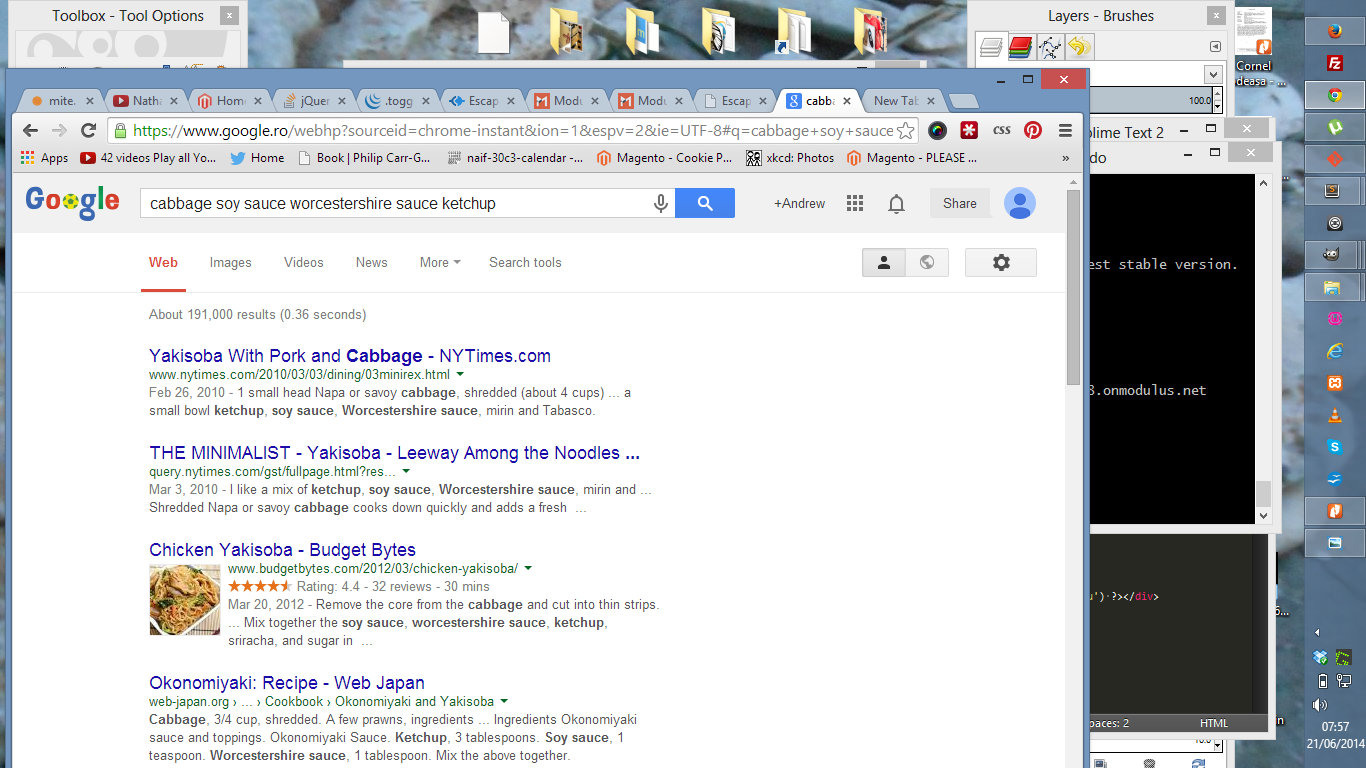 Toolbox - Tool Options
Layers - Brushes
Cornel
deasa - ...
100.0
mite.
Nath
Hom
jQuer
.togg
Escap
Modu
Modu
Escap
cabba
New Tab
https://www.google.ro/webhp?sourceid=chrome-instant&ion=1&espv=2&ie=UTF-8#q=cabbage+soy+sauce
css
blime Text 2
do
Apps
42 videos Play all Yo...
Home
Book | Philip Carr-G...
naif-30c3-calendar -...
Magento - Cookie P...
xkcd: Photos
Magento - PLEASE ...
»
Google
cabbage soy sauce worcestershire sauce ketchup
+Andrew
Share
Web
Images
Videos
News
More
Search tools
est stable version.
About 191,000 results (0.36 seconds)
Yakisoba With Pork and Cabbage - NYTimes.com
www.nytimes.com/2010/03/03/dining/03minirex.html
Feb 26, 2010 - 1 small head Napa or savoy cabbage, shredded (about 4 cups) ... a
small bowl ketchup, soy sauce, Worcestershire sauce, mirin and Tabasco.
3.onmodulus.net
THE MINIMALIST - Yakisoba - Leeway Among the Noodles ...
query.nytimes.com/gst/fullpage.html?res...
Mar 3, 2010 - I like a mix of ketchup, soy sauce, Worcestershire sauce, mirin and ...
Shredded Napa or savoy cabbage cooks down quickly and adds a fresh ...
Chicken Yakisoba - Budget Bytes
www.budgetbytes.com/2012/03/chicken-yakisoba/
Rating: 4.4 - 32 reviews - 30 mins
Mar 20, 2012 - Remove the core from the cabbage and cut into thin strips.
... Mix together the soy sauce, worcestershire sauce, ketchup,
sriracha, and sugar in ...
u') ?></div>
6...
Okonomiyaki: Recipe - Web Japan
web-japan.org › ... › Cookbook › Okonomiyaki and Yakisoba
Cabbage, 3/4 cup, shredded. A few prawns, ingredients ... Ingredients Okonomiyaki
sauce and toppings. Okonomiyaki Sauce. Ketchup, 3 tablespoons. Soy sauce, 1
teaspoon. Worcestershire sauce, 1 tablespoon. Mix the above together.
paces: 2
HTML
in
10.0
07:57
21/06/2014